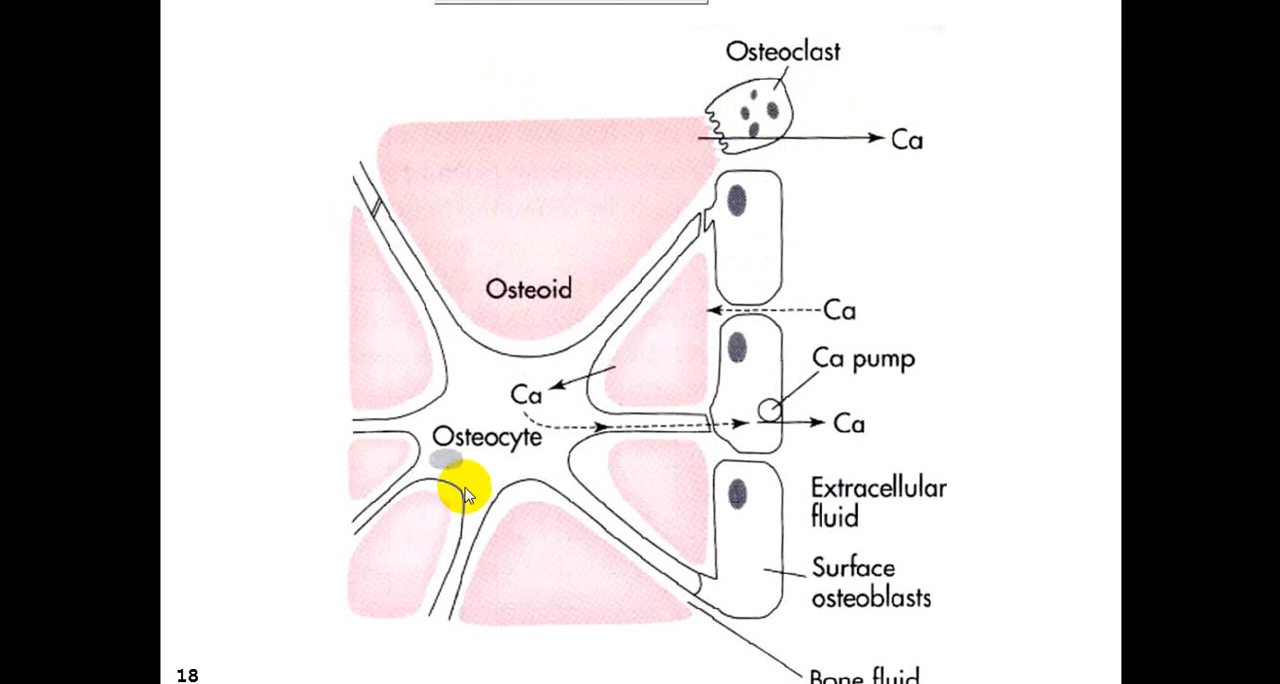 Osteoclast
Ca
Osteoid
Ca
Ca pump
Ca
Ca
Osteocyte
Extracellular
fluid
Surface
osteoblasts
Bone fluid
18